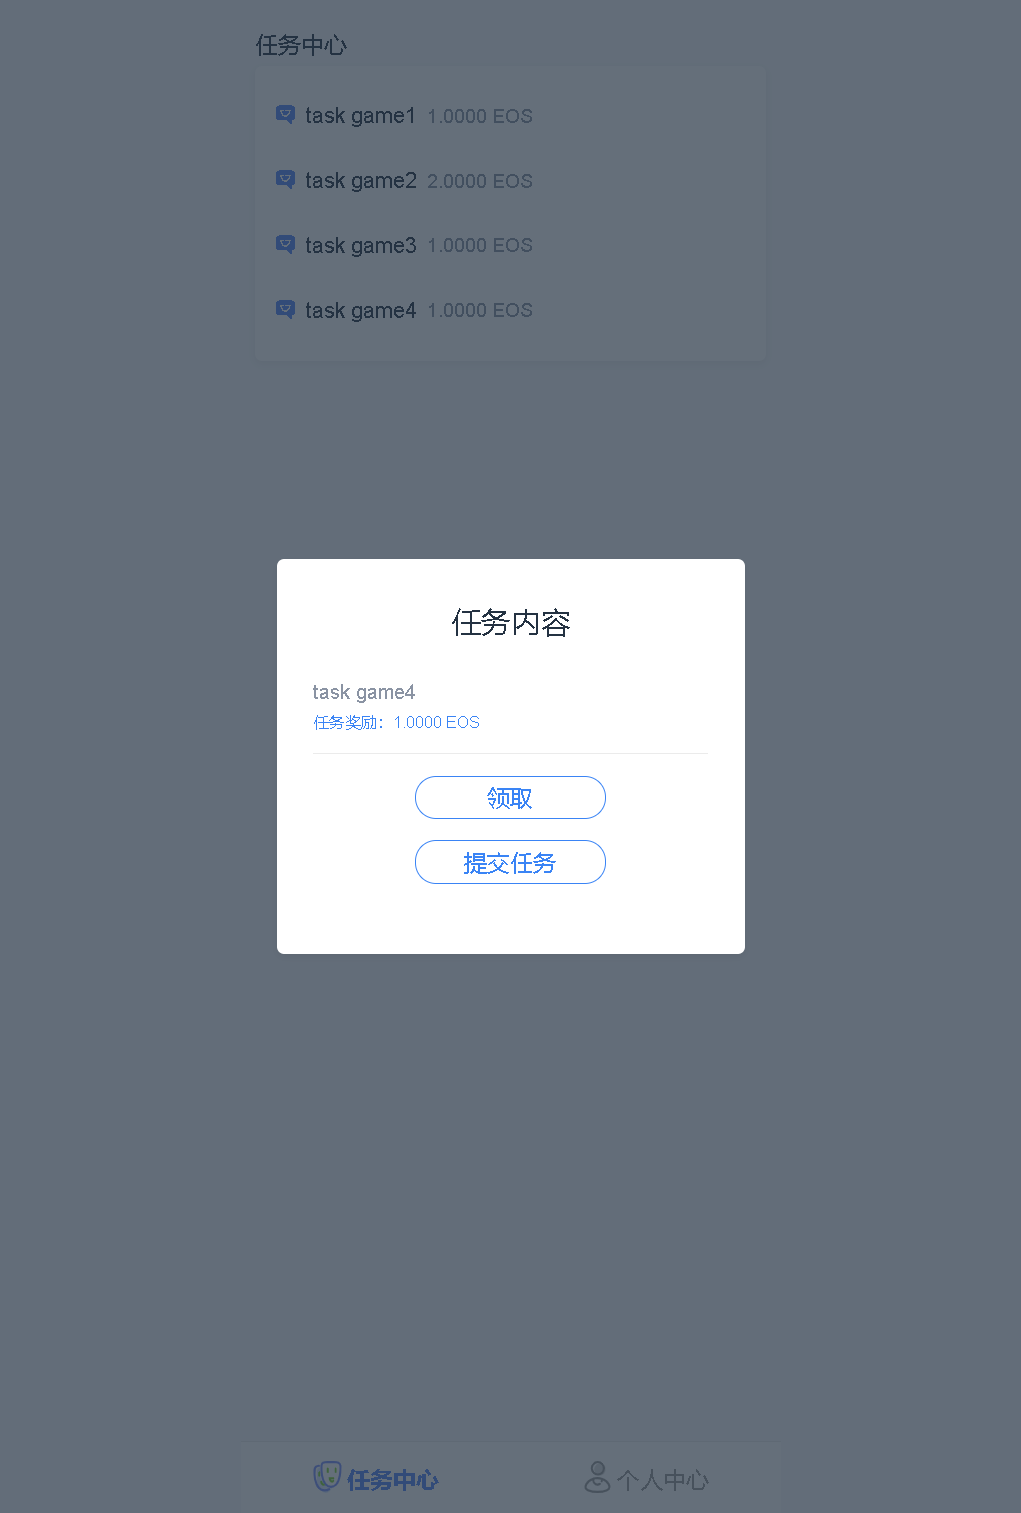 任务中心
task game1 1.0000 EOS
task game2 2.0000 EOS
task game3 1.0000 EOS
task game4 1.0000 EOS
任务内容
task game4
任务奖励：1.0000 EOS
领取
提交任务
任务中心 个人中心